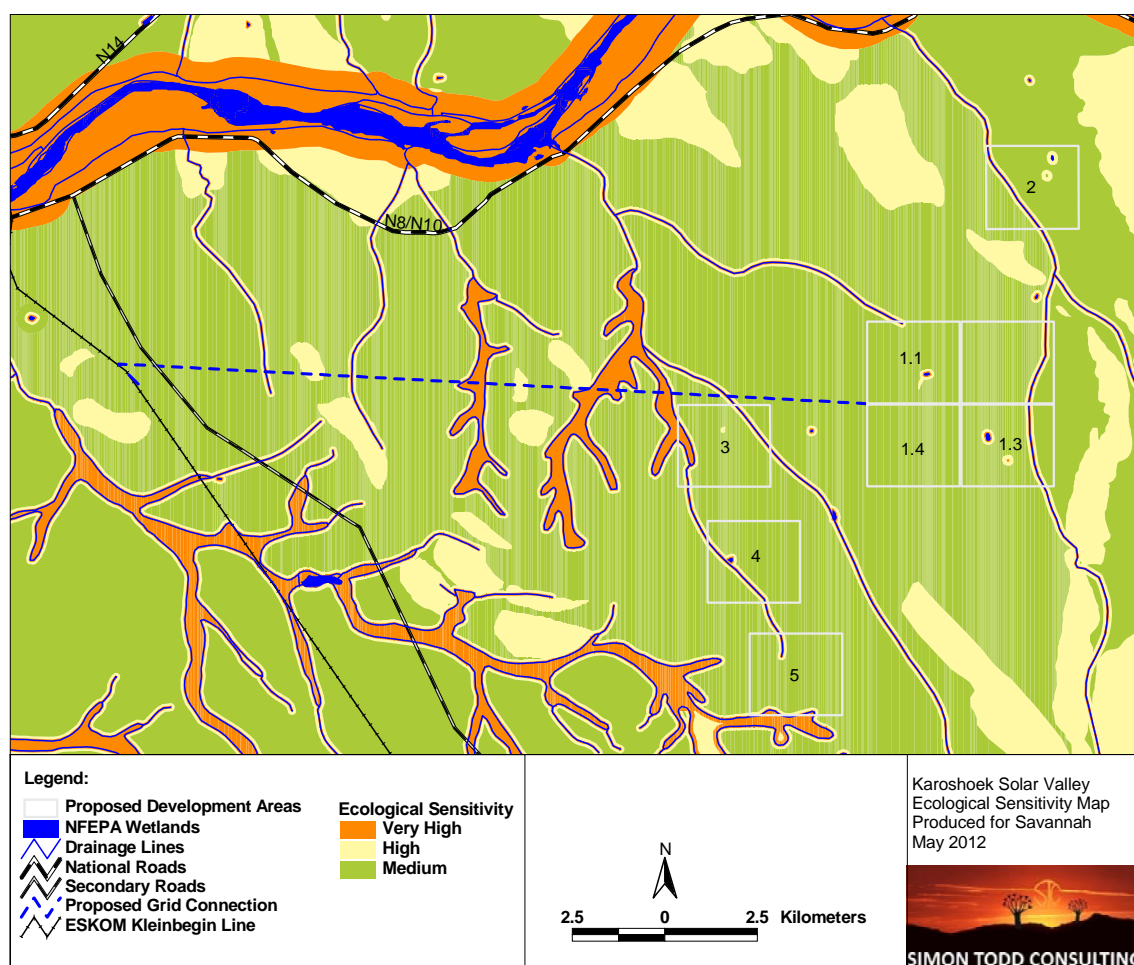 N14
N8/N10
2
1.1
1.4
1.3
3
4
5
Legend:
Proposed Development Areas
NFEPA Wetlands
Drainage Lines
National Roads
Secondary Roads
Proposed Grid Connection
ESKOM Kleinbegin Line
Ecological Sensitivity
Very High
High
Medium
N
2.5 0 2.5 Kilometers
Karoshoek Solar Valley
Ecological Sensitivity Map
Produced for Savannah
May 2012
SIMON TODD CONSULTING